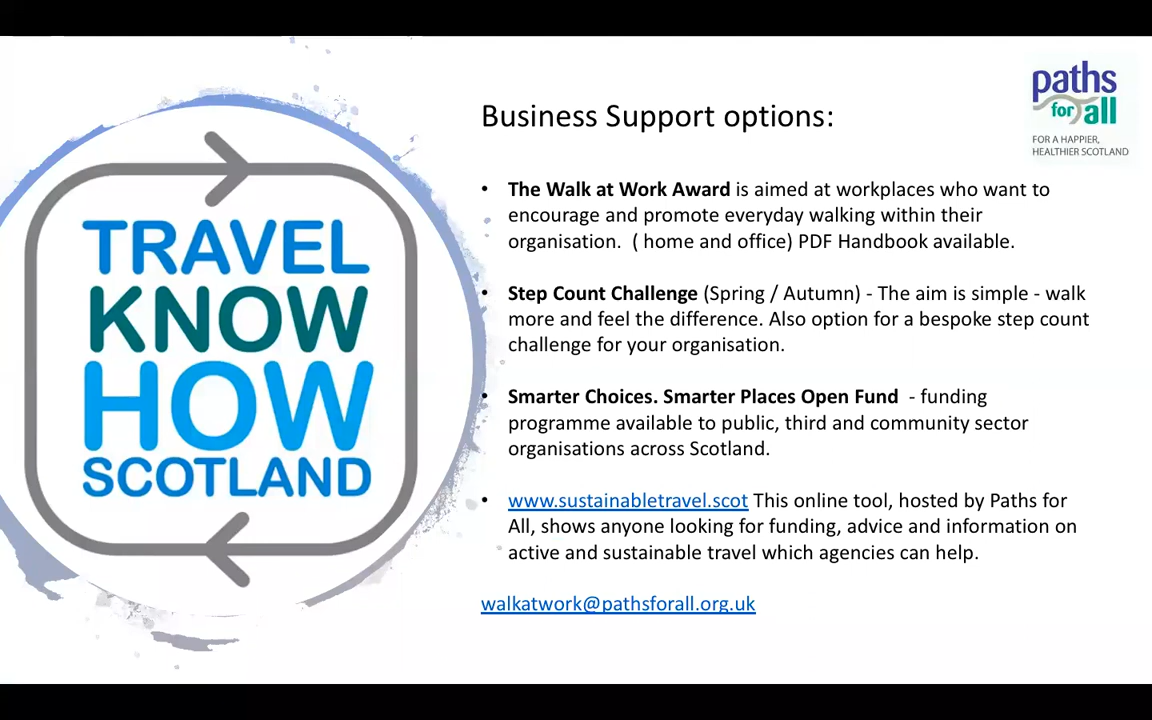 paths
for all
FOR A HAPPIER,
HEALTHIER SCOTLAND
Business Support options:
TRAVEL
KNOW
HOW
SCOTLAND
• The Walk at Work Award is aimed at workplaces who want to
encourage and promote everyday walking within their
organisation.  ( home and office) PDF Handbook available.
• Step Count Challenge (Spring / Autumn) - The aim is simple - walk
more and feel the difference. Also option for a bespoke step count
challenge for your organisation.
• Smarter Choices. Smarter Places Open Fund  - funding
programme available to public, third and community sector
organisations across Scotland.
• www.sustainabletravel.scot This online tool, hosted by Paths for
All, shows anyone looking for funding, advice and information on
active and sustainable travel which agencies can help.
walkatwork@pathsforall.org.uk